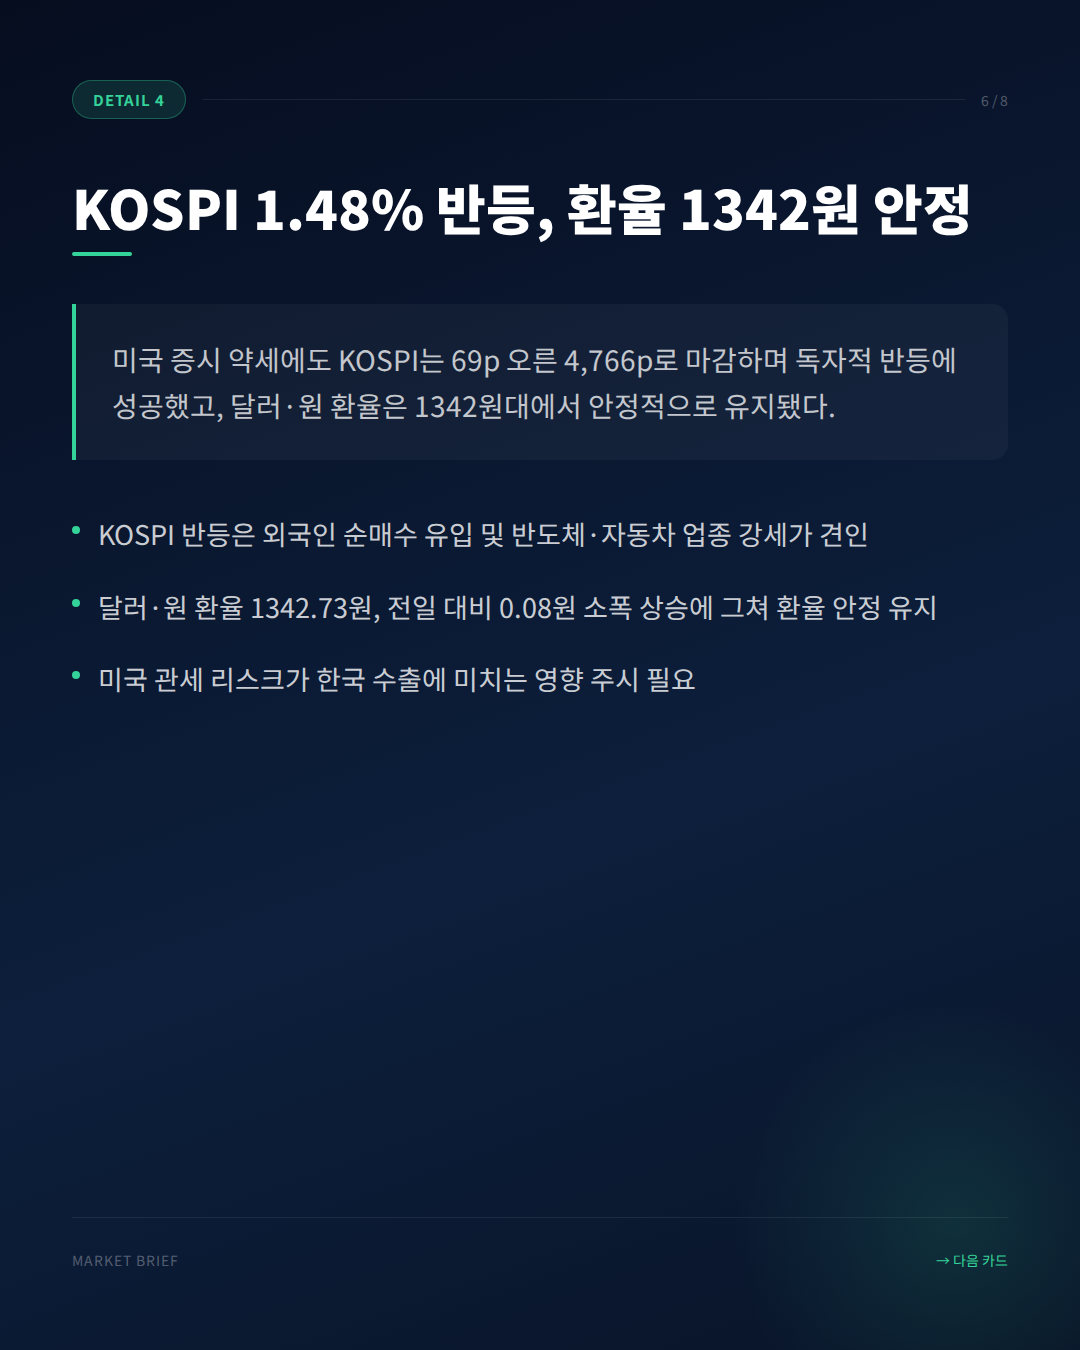 DETAIL 4
6 / 8
KOSPI 1.48% 반등, 환율 1342원 안정
미국 증시 약세에도 KOSPI는 69p 오른 4,766p로 마감하며 독자적 반등에
성공했고, 달러·원 환율은 1342원대에서 안정적으로 유지됐다.
• KOSPI 반등은 외국인 순매수 유입 및 반도체·자동차 업종 강세가 견인
• 달러·원 환율 1342.73원, 전일 대비 0.08원 소폭 상승에 그쳐 환율 안정 유지
• 미국 관세 리스크가 한국 수출에 미치는 영향 주시 필요
MARKET BRIEF
→ 다음 카드